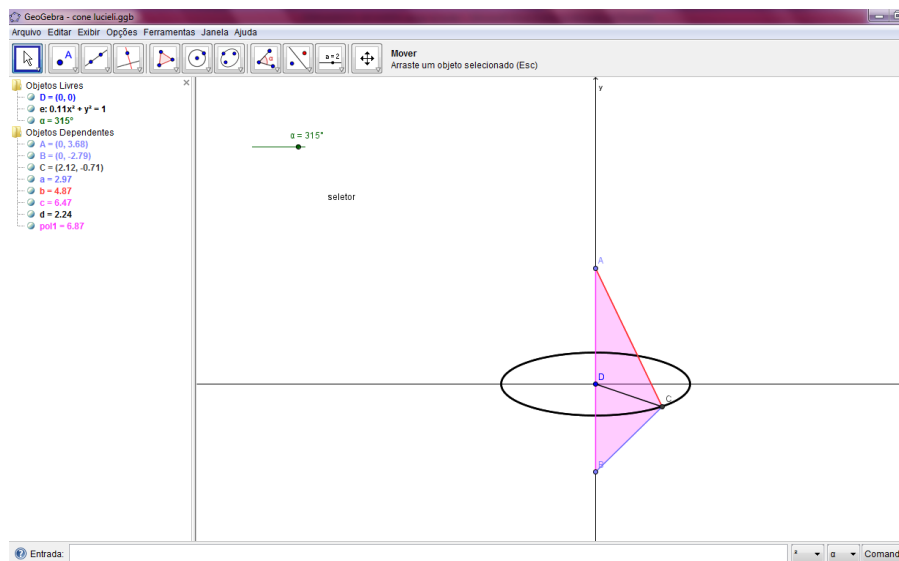 GeoGebra - cone lucieli.ggb
Arquivo Editar Exibir Opções Ferramentas Janela Ajuda
A
α
a = 2
Mover
Arraste um objeto selecionado (Esc)
Objetos Livres
D = (0, 0)
e: 0.11x² + y² = 1
α = 315°
Objetos Dependentes
A = (0, 3.68)
B = (0, -2.79)
C = (2.12, -0.71)
a = 2.97
b = 4.87
c = 6.47
d = 2.24
pol1 = 6.87
α = 315°
seletor
y
A
D
C
B
Entrada:
²
α
Comand